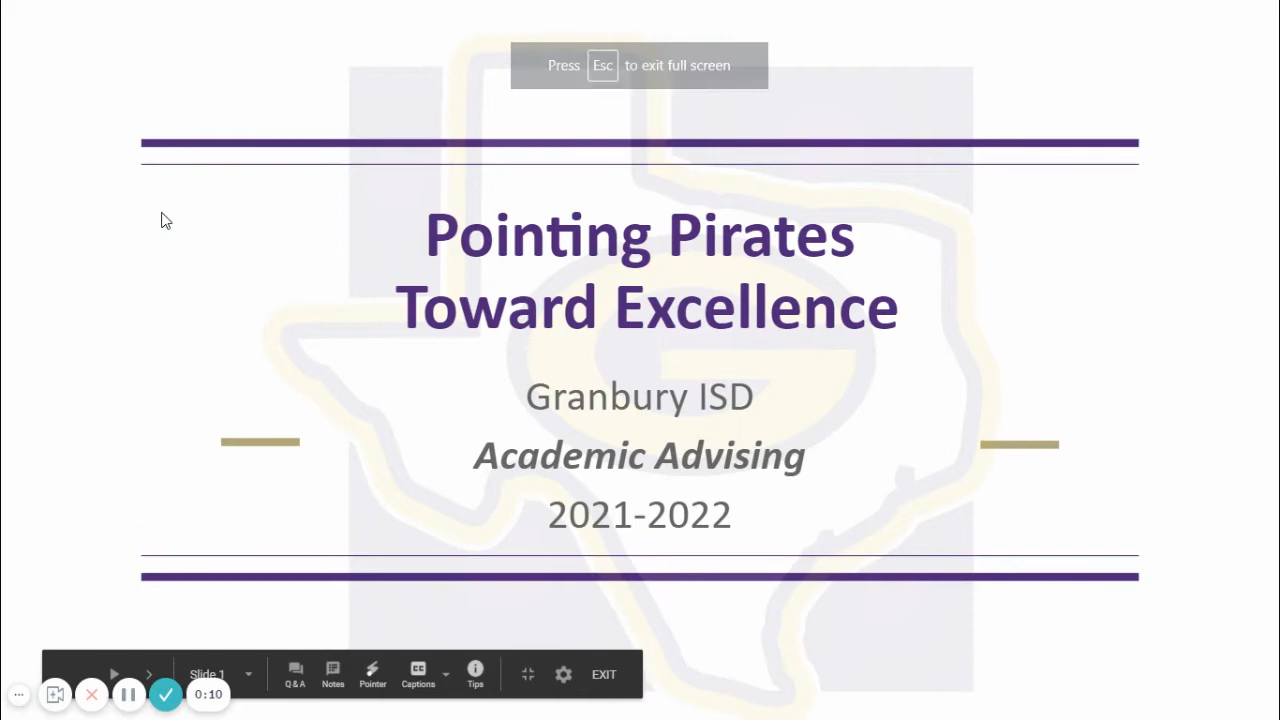 Press Esc to exit full screen
Pointing Pirates
Toward Excellence
Granbury ISD
Academic Advising
2021-2022
Slide 1
Q&A Notes Pointer Captions Tips EXIT
0:10
G